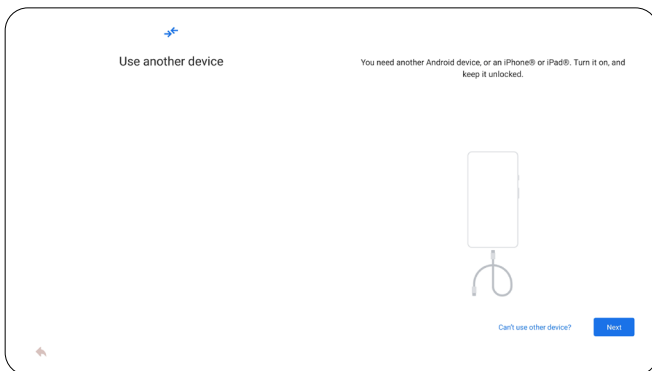 Use another device
You need another Android device, or an iPhone® or iPad®. Turn it on, and
keep it unlocked.
Can't use other device?
Next